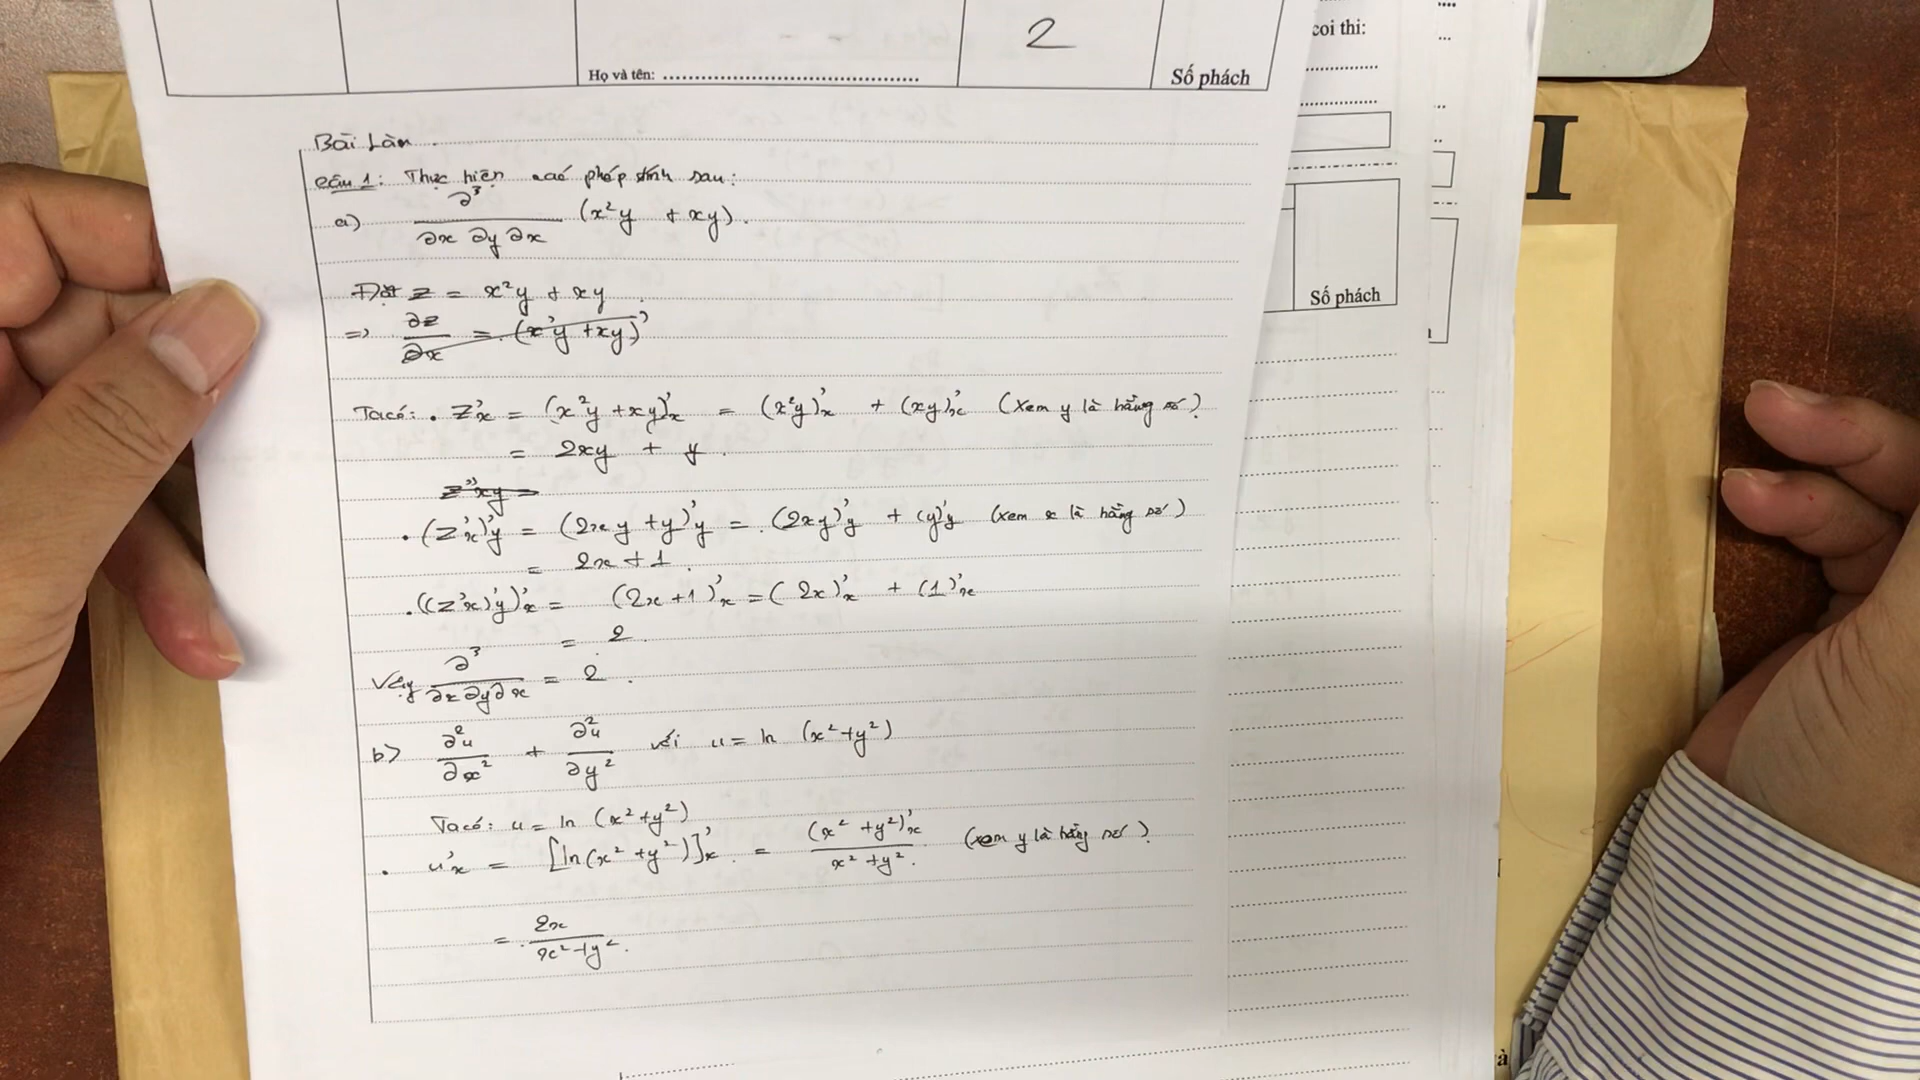 2
Họ và tên: ........................................
Số phách
coi thi:
Số phách
I
Bài Làm
Câu 1: Thực hiện các phép tính sau:
a) ∂³/(∂x ∂y ∂x) (x²y + xy).
Đặt z = x²y + xy
=> ∂z/∂x = (x²y + xy)'
Ta có: . Z'x = (x²y + xy)'x = (x²y)'x + (xy)'x (Xem y là hằng số)
= 2xy + y.
z''xy =
. (Z'x)'y = (2xy + y)'y = (2xy)'y + (y)'y (xem x là hằng số)
= 2x + 1.
. ((Z'x)'y)'x = (2x + 1)'x = (2x)'x + (1)'x
= 2.
Vậy ∂³/(∂x ∂y ∂x) = 2.
b) ∂²u/∂x² + ∂²u/∂y² với u = ln (x² + y²)
Ta có: u = ln (x² + y²)
. u'x = [ln(x² + y²)]'x = (x² + y²)'x/(x² + y²). (xem y là hằng số)
= 2x/(x² + y²).